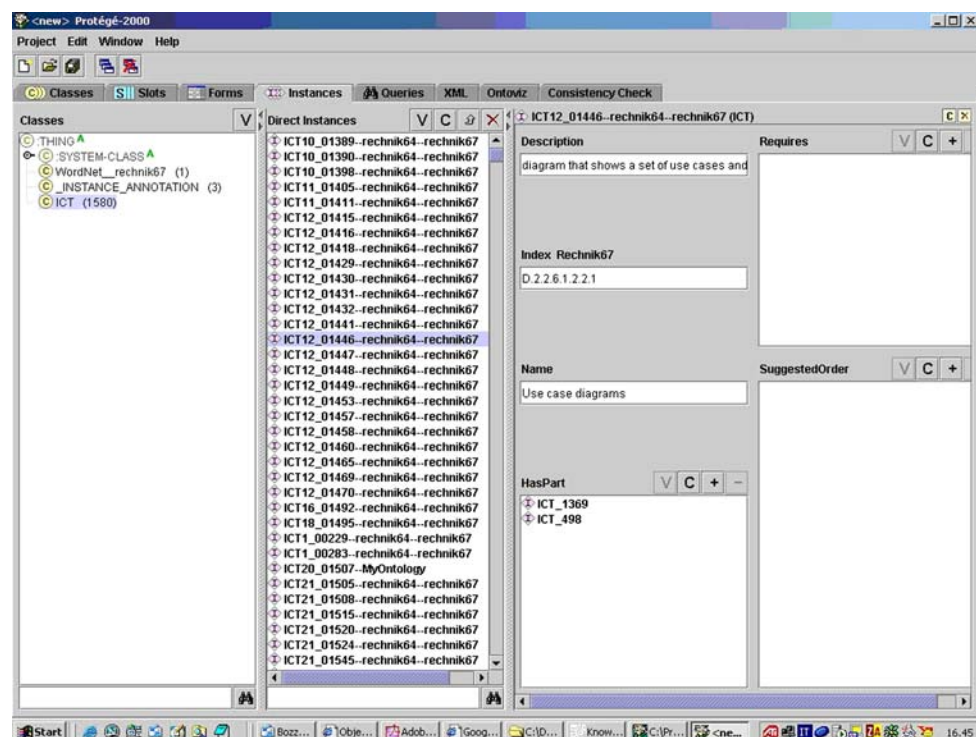 <new> Protégé-2000
Project Edit Window Help
Classes Slots Forms Instances Queries XML Ontoviz Consistency Check
Classes V
:THING A
:SYSTEM-CLASS A
WordNet__rechnik67 (1)
_INSTANCE_ANNOTATION (3)
ICT (1580)
Direct Instances V C
ICT10_01389--rechnik64--rechnik67
ICT10_01390--rechnik64--rechnik67
ICT10_01398--rechnik64--rechnik67
ICT11_01405--rechnik64--rechnik67
ICT11_01411--rechnik64--rechnik67
ICT12_01415--rechnik64--rechnik67
ICT12_01416--rechnik64--rechnik67
ICT12_01418--rechnik64--rechnik67
ICT12_01429--rechnik64--rechnik67
ICT12_01430--rechnik64--rechnik67
ICT12_01431--rechnik64--rechnik67
ICT12_01432--rechnik64--rechnik67
ICT12_01441--rechnik64--rechnik67
ICT12_01446--rechnik64--rechnik67
ICT12_01447--rechnik64--rechnik67
ICT12_01448--rechnik64--rechnik67
ICT12_01449--rechnik64--rechnik67
ICT12_01453--rechnik64--rechnik67
ICT12_01457--rechnik64--rechnik67
ICT12_01458--rechnik64--rechnik67
ICT12_01460--rechnik64--rechnik67
ICT12_01465--rechnik64--rechnik67
ICT12_01469--rechnik64--rechnik67
ICT12_01470--rechnik64--rechnik67
ICT16_01492--rechnik64--rechnik67
ICT18_01495--rechnik64--rechnik67
ICT1_00229--rechnik64--rechnik67
ICT1_00283--rechnik64--rechnik67
ICT20_01507--MyOntology
ICT21_01505--rechnik64--rechnik67
ICT21_01508--rechnik64--rechnik67
ICT21_01515--rechnik64--rechnik67
ICT21_01520--rechnik64--rechnik67
ICT21_01524--rechnik64--rechnik67
ICT21_01545--rechnik64--rechnik67
ICT12_01446--rechnik64--rechnik67 (ICT) C x
Description
diagram that shows a set of use cases and
Index Rechnik67
D.2.2.6.1.2.2.1
Name
Use case diagrams
HasPart V C + -
ICT_1369
ICT_498
Requires V C +
SuggestedOrder V C +
Start Bozz... Obje... Adob... Goog... C:\D... Know... C:\Pr... <ne... 16.45